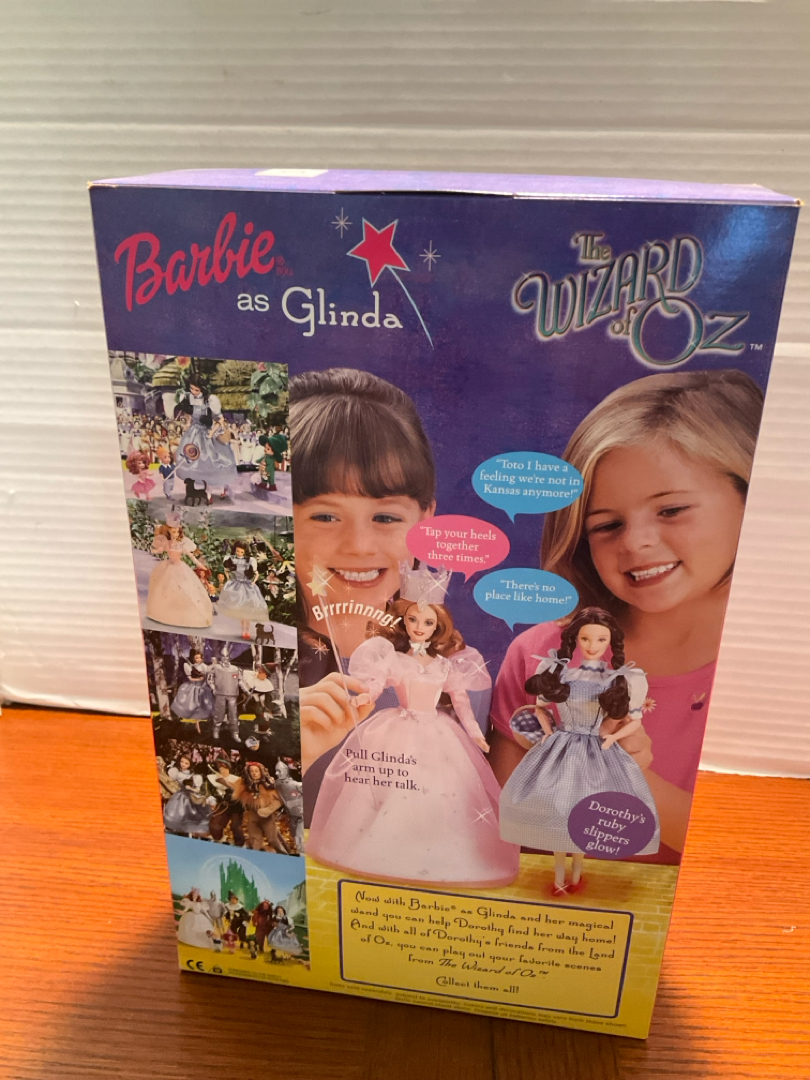 Barbie®
as Glinda
The
WIZARD
of Oz™
"Toto I have a
feeling we're not in
Kansas anymore!"
"Tap your heels
together
three times."
"There's no
place like home!"
Brrrrinnng!
Pull Glinda's
arm up to
hear her talk.
Dorothy's
ruby
slippers
glow!
Now with Barbie® as Glinda and her magical
wand you can help Dorothy find her way home!
And with all of Dorothy's friends from the Land
of Oz, you can play out your favorite scenes
from The Wizard of Oz™
Collect them all!
CE